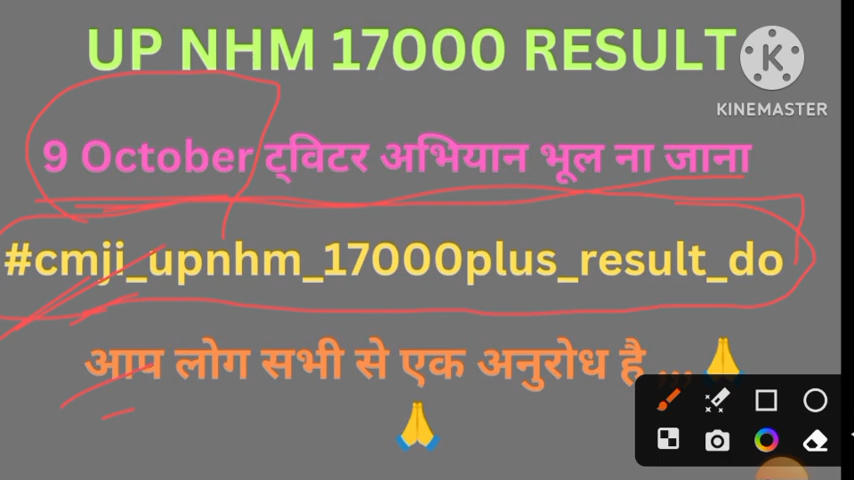 UP NHM 17000 RESULT
KINEMASTER
9 October ट्विटर अभियान भूल ना जाना
#cmji_upnhm_17000plus_result_do
आप लोग सभी से एक अनुरोध है ,,, 🙏
🙏